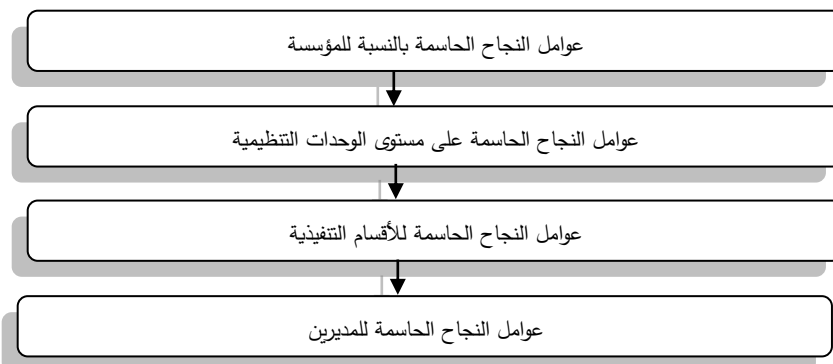 عوامل النجاح الحاسمة بالنسبة للمؤسسة
عوامل النجاح الحاسمة على مستوى الوحدات التنظيمية
عوامل النجاح الحاسمة للأقسام التنفيذية
عوامل النجاح الحاسمة للمديرين